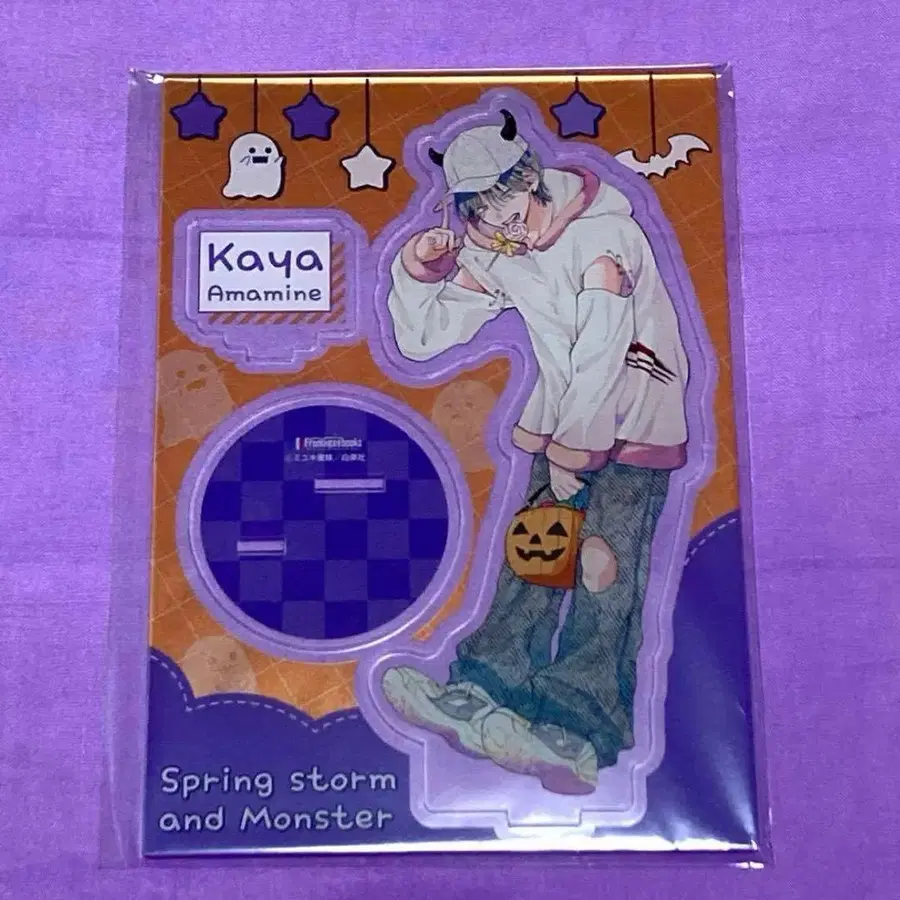 Kaya
Amamine
Spring storm
and Monster